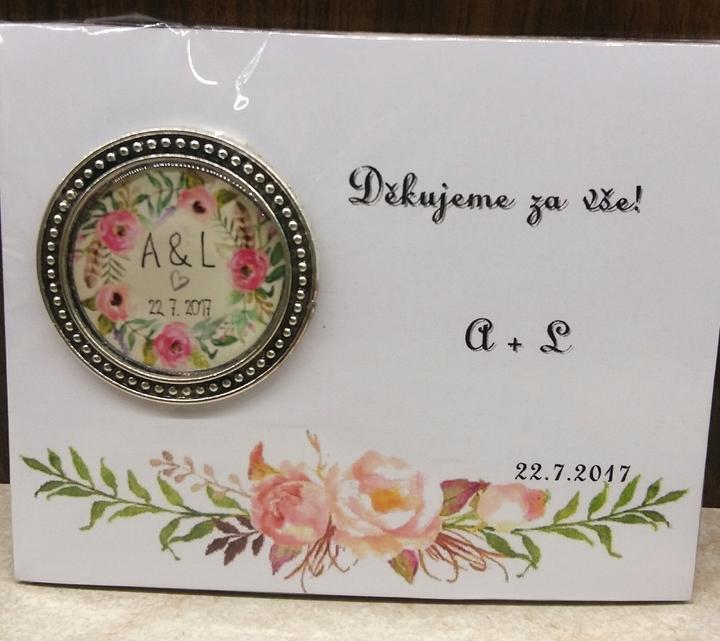 A & L
22. 7. 2017
Děkujeme za vše!
A + L
22.7.2017